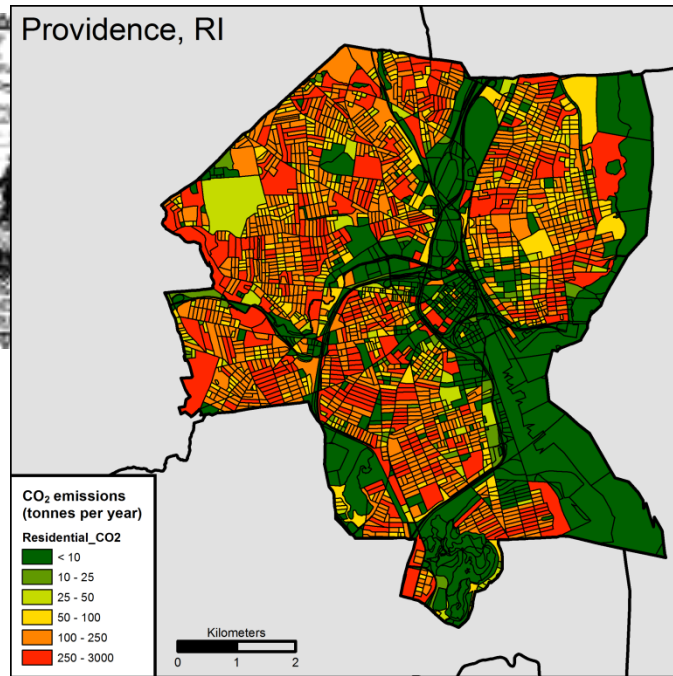 Providence, RI
CO₂ emissions
(tonnes per year)
Residential_CO2
< 10
10 - 25
25 - 50
50 - 100
100 - 250
250 - 3000
Kilometers
0 1 2